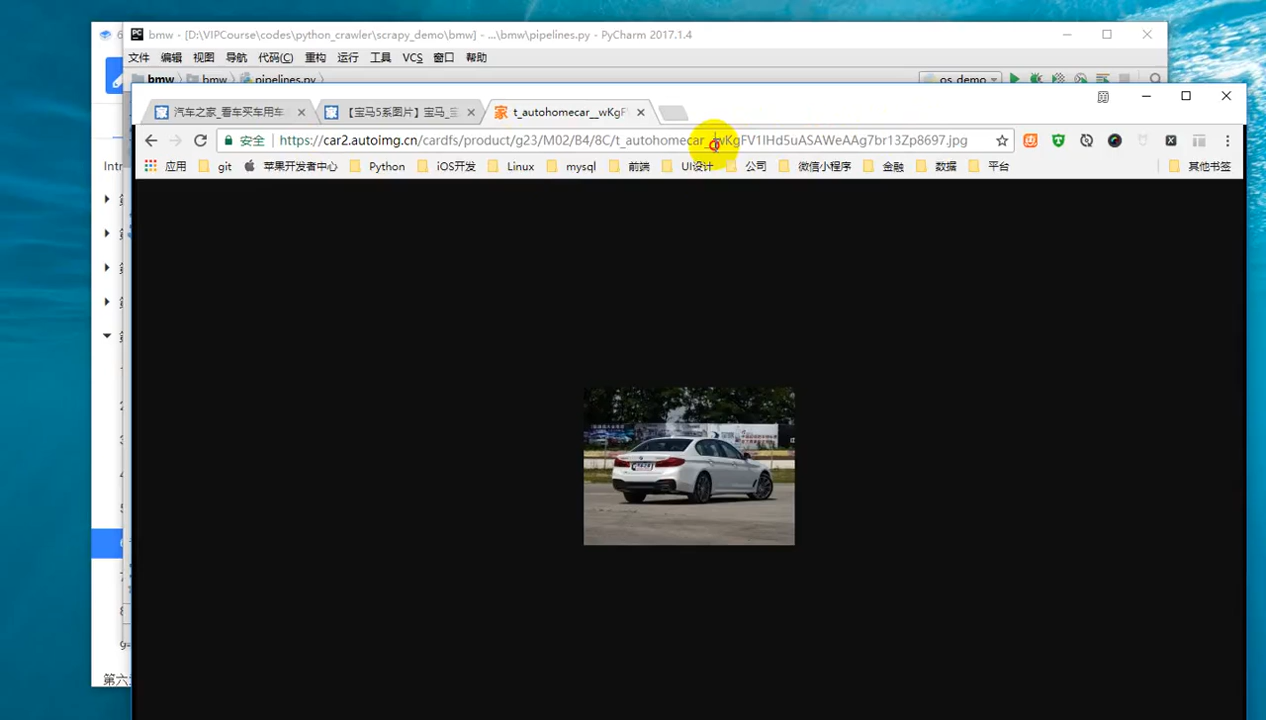 bmw - [D:\VIPCourse\codes\python_crawler\scrapy_demo\bmw] - ...\bmw\pipelines.py - PyCharm 2017.1.4
文件 编辑 视图 导航 代码(C) 重构 运行 工具 VCS 窗口 帮助
bmw bmw pipelines.py os demo
汽车之家_看车买车用车 【宝马5系图片】宝马_宝 t_autohomecar__wKgF
安全 https://car2.autoimg.cn/cardfs/product/g23/M02/B4/8C/t_autohomecar__wKgFV1lHd5uASAWeAAg7br13Zp8697.jpg
应用 git 苹果开发者中心 Python iOS开发 Linux mysql 前端 UI设计 公司 微信小程序 金融 数据 平台 其他书签
Intr
第六